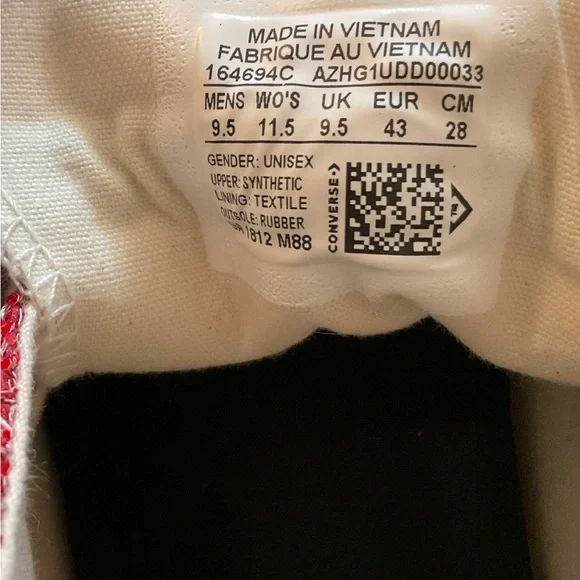 MADE IN VIETNAM
FABRIQUE AU VIETNAM
164694C AZHG1UDD00033
MENS WO'S UK EUR CM
9.5 11.5 9.5 43 28
GENDER: UNISEX
UPPER: SYNTHETIC
LINING: TEXTILE
OUTSOLE: RUBBER
1812 M88
CONVERSE
TM